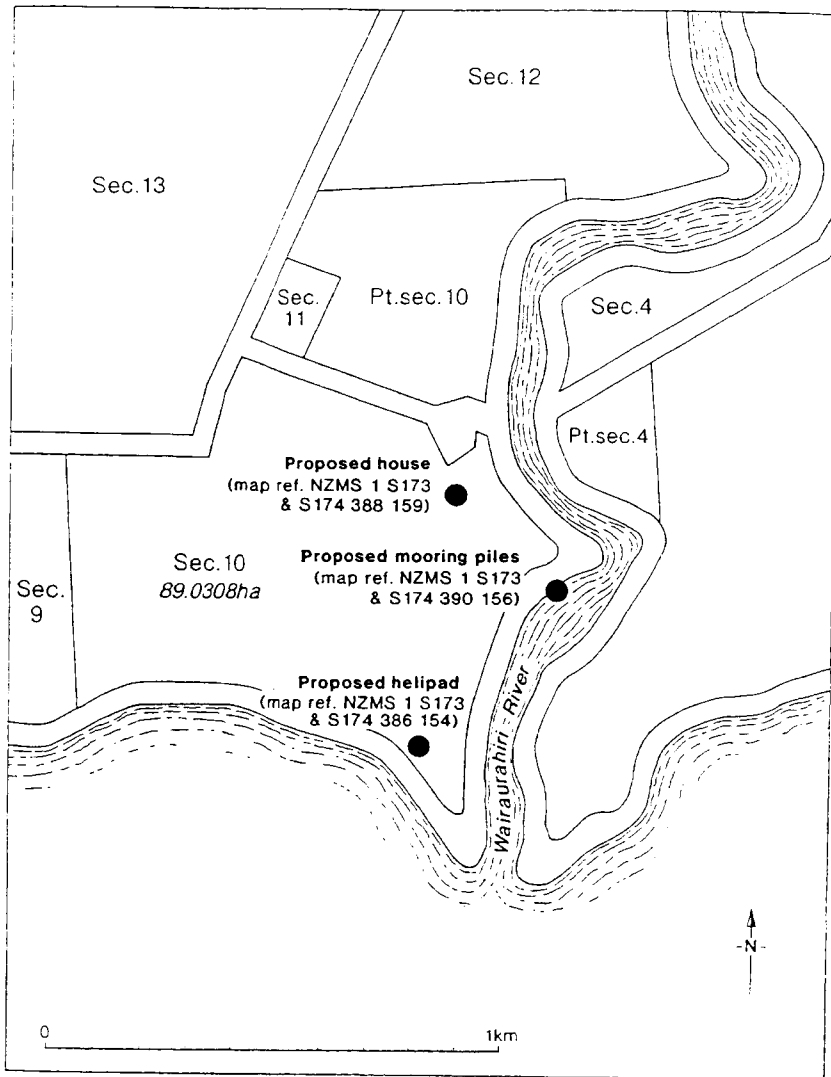 Sec.12
Sec.13
Sec.
11
Pt.sec.10
Sec.4
Pt.sec.4
Proposed house
(map ref. NZMS 1 S173
& S174 388 159)
Sec.10
89.0308ha
Proposed mooring piles
(map ref. NZMS 1 S173
& S174 390 156)
Sec.
9
Proposed helipad
(map ref. NZMS 1 S173
& S174 386 154)
Wairaurahiri River
-N-
0
1km